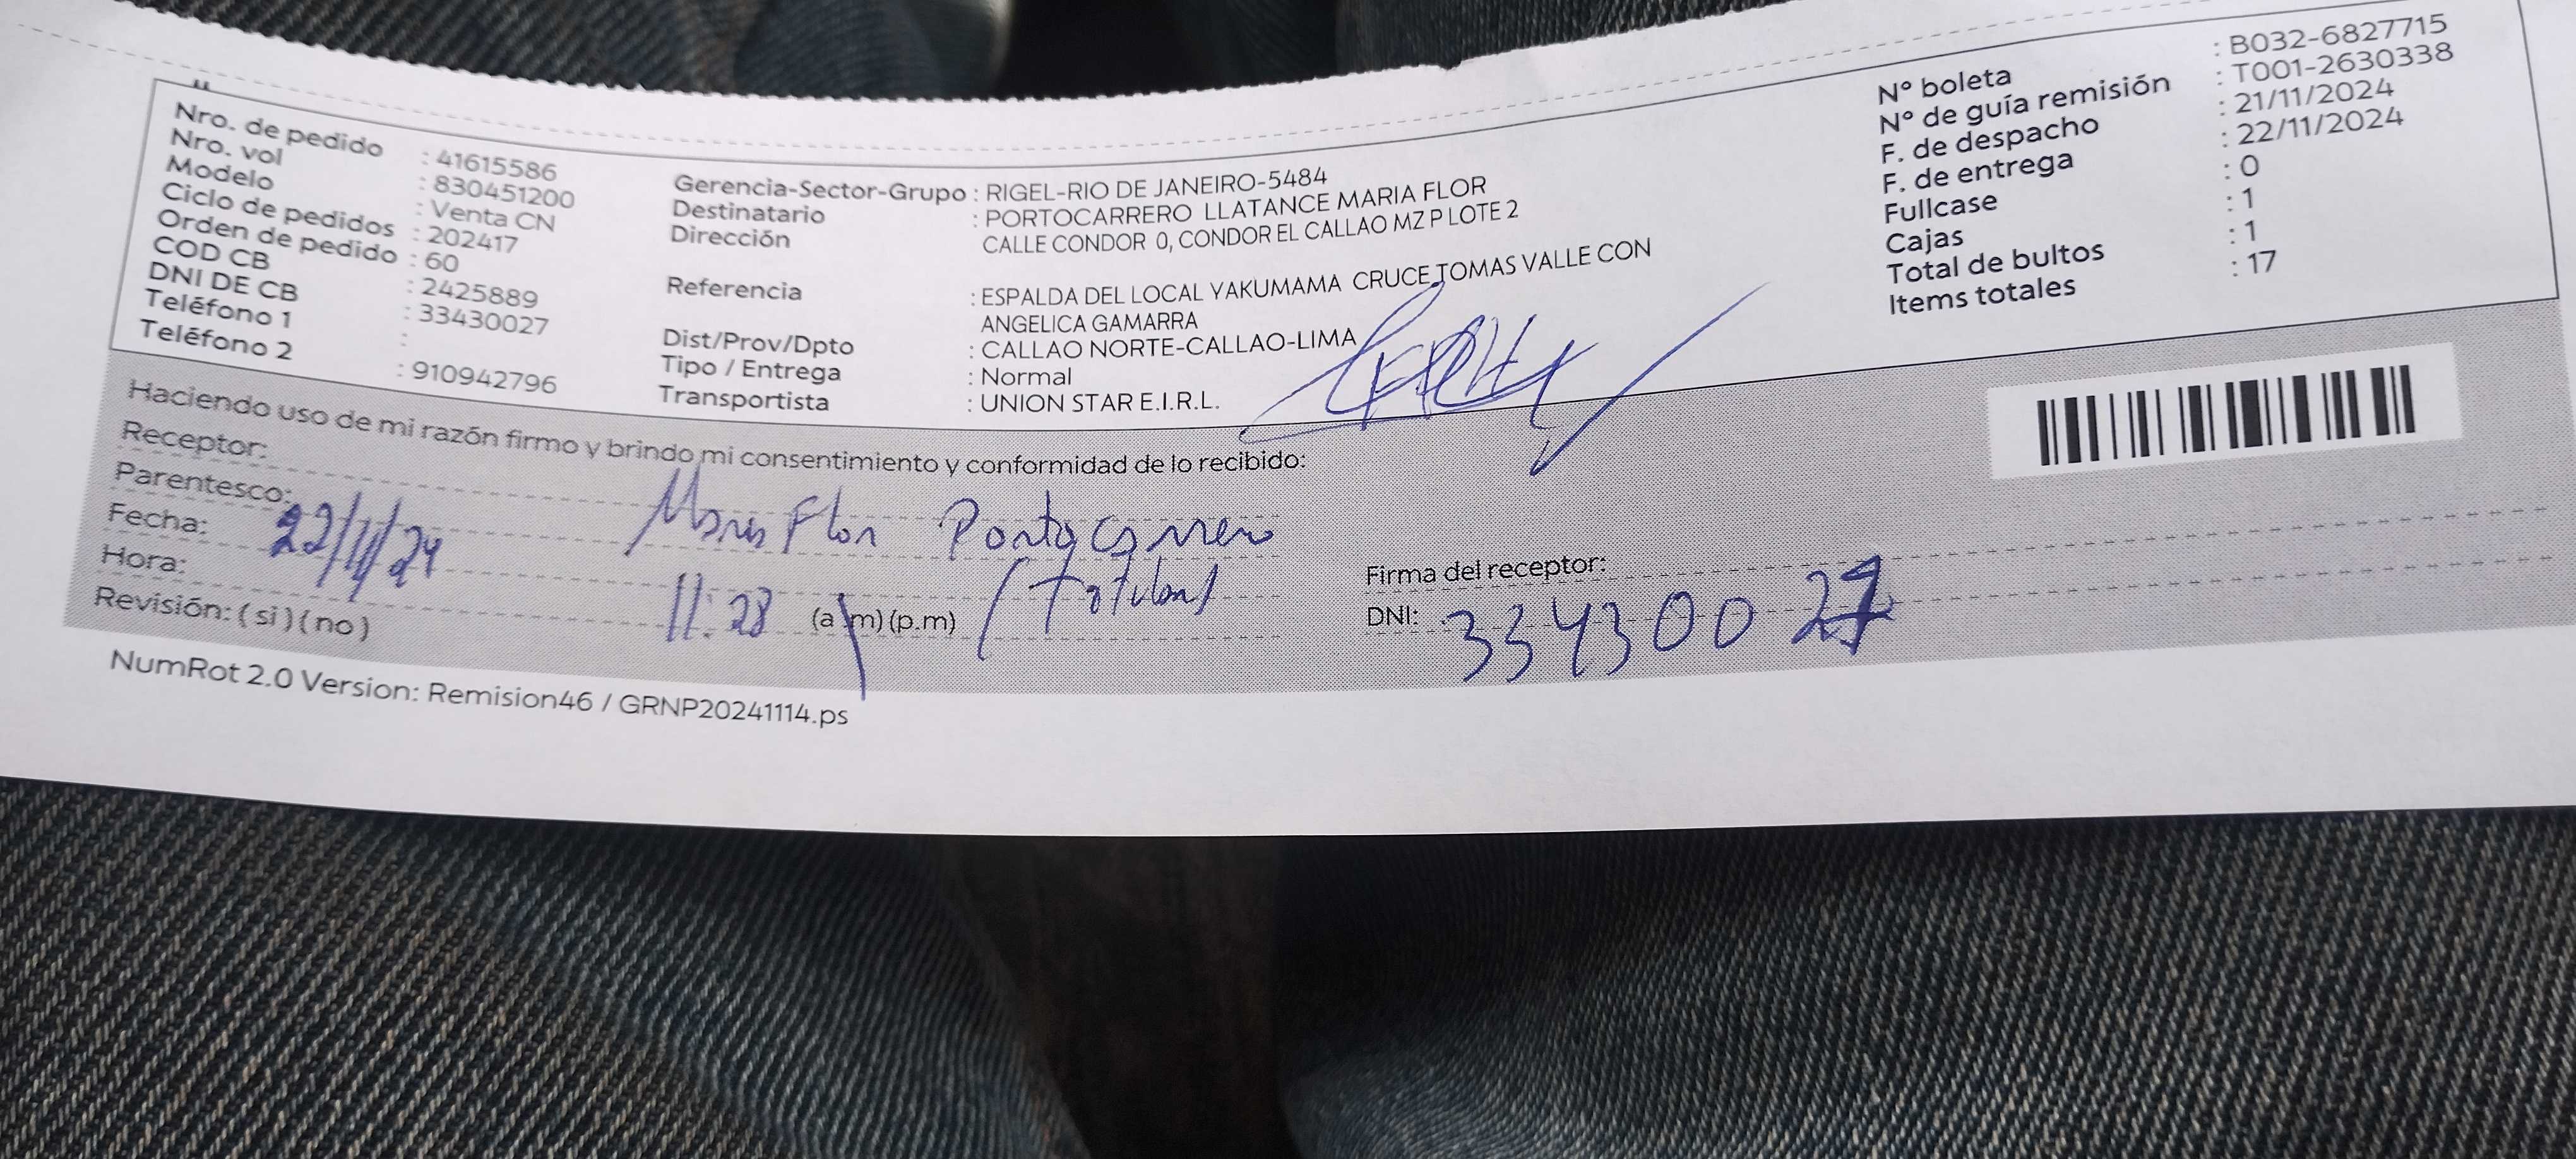 Nro. de pedido : 41615586
Nro. vol : 830451200
Modelo : Venta CN
Ciclo de pedidos : 202417
Orden de pedido : 60
COD CB : 2425889
DNI DE CB : 33430027
Teléfono 1 :
Teléfono 2 : 910942796
Gerencia-Sector-Grupo : RIGEL-RIO DE JANEIRO-5484
Destinatario : PORTOCARRERO LLATANCE MARIA FLOR
Dirección CALLE CONDOR 0, CONDOR EL CALLAO MZ P LOTE 2
Referencia : ESPALDA DEL LOCAL YAKUMAMA CRUCE TOMAS VALLE CON
ANGELICA GAMARRA
Dist/Prov/Dpto : CALLAO NORTE-CALLAO-LIMA
Tipo / Entrega : Normal
Transportista : UNION STAR E.I.R.L.
N° boleta : B032-6827715
N° de guía remisión : T001-2630338
F. de despacho : 21/11/2024
F. de entrega : 22/11/2024
Fullcase : 0
Cajas : 1
Total de bultos : 1
Items totales : 17
Haciendo uso de mi razón firmo y brindo mi consentimiento y conformidad de lo recibido:
Receptor: Maria Flor Portocarrero
Parentesco: (titular)
Fecha: 22/11/24
Hora: 11:28 (a.m) (p.m)
Revisión: ( si ) ( no )
Firma del receptor:
DNI: 33430027
NumRot 2.0 Version: Remision46 / GRNP20241114.ps